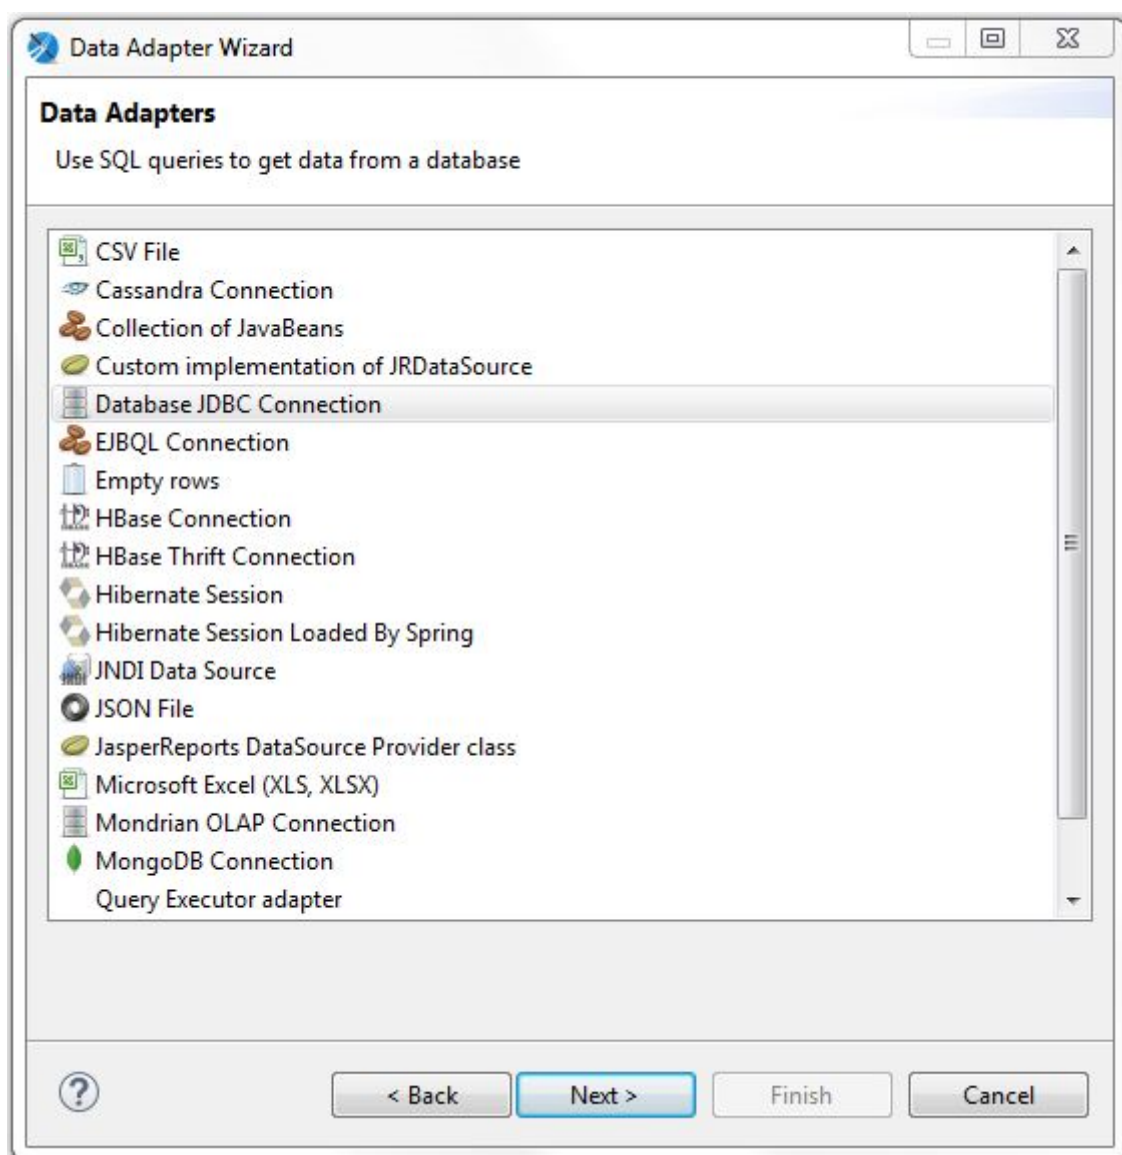 Data Adapter Wizard
Data Adapters
Use SQL queries to get data from a database
CSV File
Cassandra Connection
Collection of JavaBeans
Custom implementation of JRDataSource
Database JDBC Connection
EJBQL Connection
Empty rows
HBase Connection
HBase Thrift Connection
Hibernate Session
Hibernate Session Loaded By Spring
JNDI Data Source
JSON File
JasperReports DataSource Provider class
Microsoft Excel (XLS, XLSX)
Mondrian OLAP Connection
MongoDB Connection
Query Executor adapter
? < Back Next > Finish Cancel